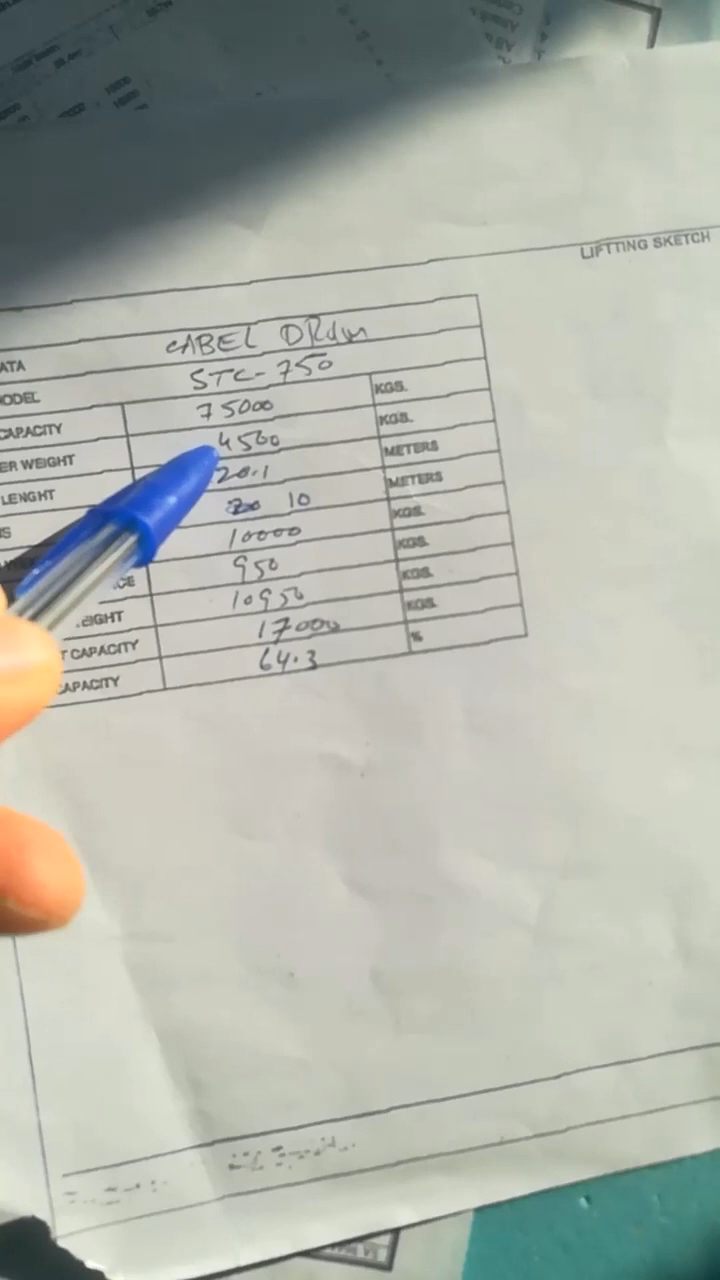 LIFTTING SKETCH
ATA CABEL DRUM
ODEL STC-750
CAPACITY 75000 KGS.
ER WEIGHT 4500 KGS.
LENGHT 20.1 METERS
S 10 METERS
10000 KGS.
CE 950 KGS.
EIGHT 10950 KGS.
T CAPACITY 17000 KGS.
CAPACITY 64.3 %